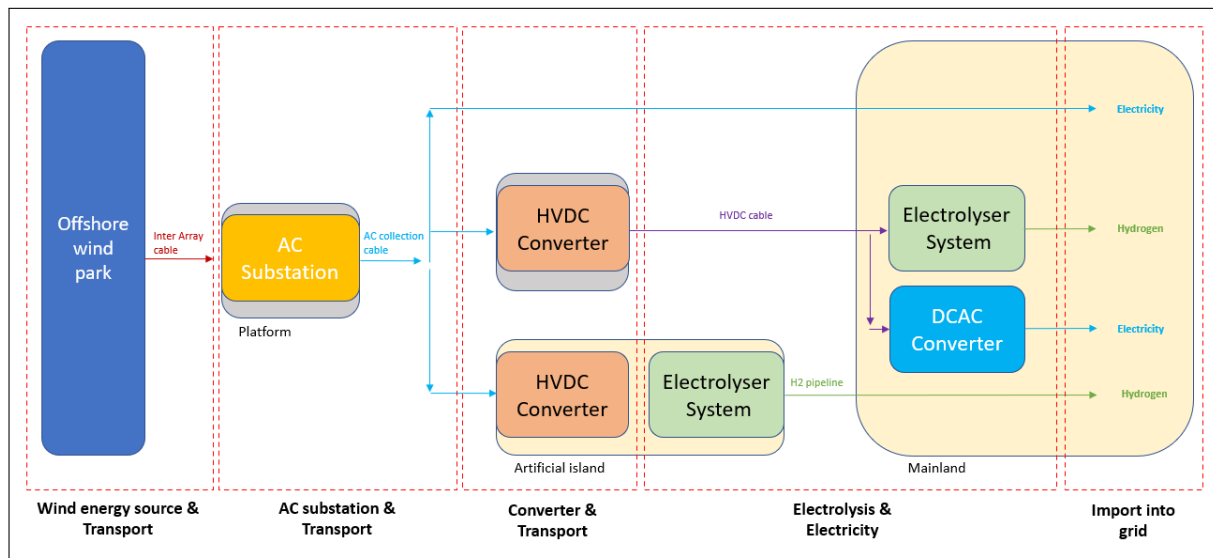 Offshore
wind
park
Inter Array
cable
AC
Substation
Platform
AC collection
cable
HVDC
Converter
HVDC cable
Electrolyser
System
DCAC
Converter
HVDC
Converter
Electrolyser
System
H2 pipeline
Artificial island
Mainland
Electricity
Hydrogen
Electricity
Hydrogen
Wind energy source &
Transport
AC substation &
Transport
Converter &
Transport
Electrolysis &
Electricity
Import into
grid